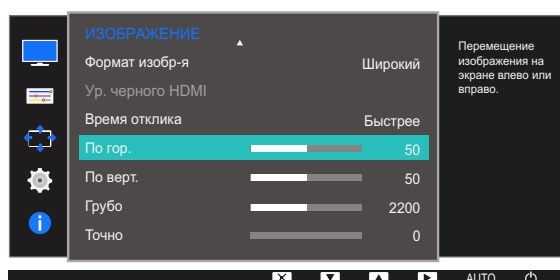 ИЗОБРАЖЕНИЕ
Формат изобр-я Широкий
Ур. черного HDMI
Время отклика Быстрее
По гор. 50
По верт. 50
Грубо 2200
Точно 0
Перемещение
изображения на
экране влево или
вправо.
AUTO